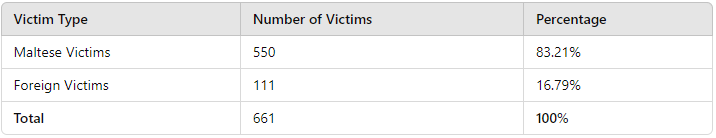 Victim Type Number of Victims Percentage
Maltese Victims 550 83.21%
Foreign Victims 111 16.79%
Total 661 100%